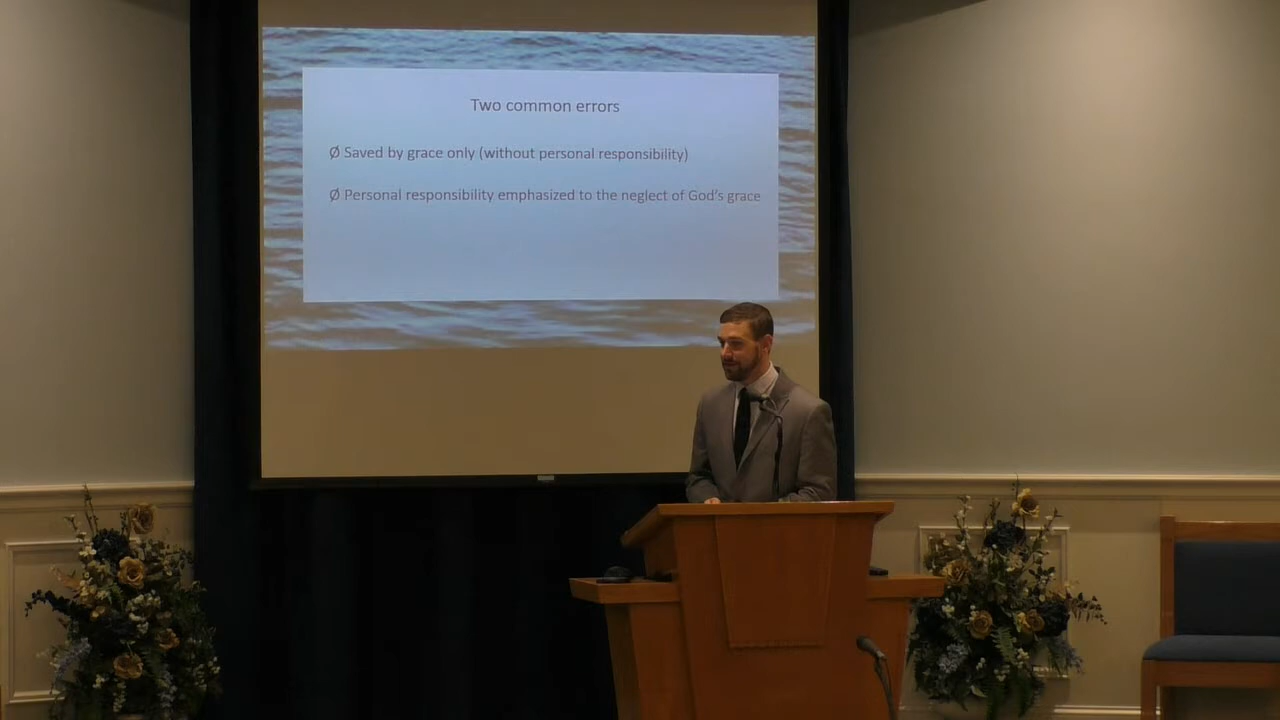 Two common errors
Ø Saved by grace only (without personal responsibility)
Ø Personal responsibility emphasized to the neglect of God's grace